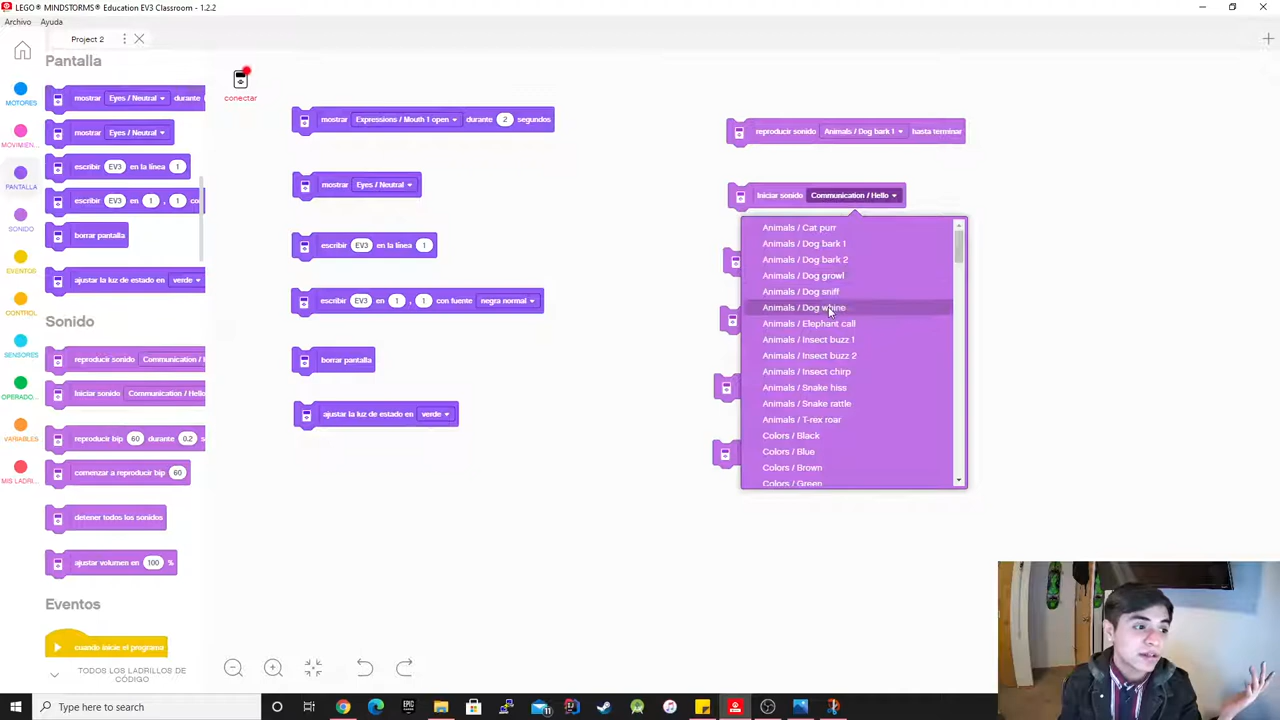 LEGO® MINDSTORMS® Education EV3 Classroom - 1.2.2
Archivo Ayuda
Project 2
Pantalla
mostrar Eyes / Neutral durante
mostrar Eyes / Neutral
escribir EV3 en la línea 1
escribir EV3 en 1 , 1
borrar pantalla
ajustar la luz de estado en verde
Sonido
reproducir sonido Communication /
Iniciar sonido Communication / Hello
reproducir bip 60 durante 0.2
comenzar a reproducir bip 60
detener todos los sonidos
ajustar volumen en 100 %
Eventos
cuando inicie el programa
TODOS LOS LADRILLOS DE
CÓDIGO
MOTORES
MOVIMIEN...
PANTALLA
SONIDO
EVENTOS
CONTROL
SENSORES
OPERADO...
VARIABLES
MIS LADRI...
conectar
mostrar Expressions / Mouth 1 open durante 2 segundos
mostrar Eyes / Neutral
escribir EV3 en la línea 1
escribir EV3 en 1 , 1 con fuente negra normal
borrar pantalla
ajustar la luz de estado en verde
reproducir sonido Animals / Dog bark 1 hasta terminar
Iniciar sonido Communication / Hello
Animals / Cat purr
Animals / Dog bark 1
Animals / Dog bark 2
Animals / Dog growl
Animals / Dog sniff
Animals / Dog whine
Animals / Elephant call
Animals / Insect buzz 1
Animals / Insect buzz 2
Animals / Insect chirp
Animals / Snake hiss
Animals / Snake rattle
Animals / T-rex roar
Colors / Black
Colors / Blue
Colors / Brown
Colors / Green
Type here to search